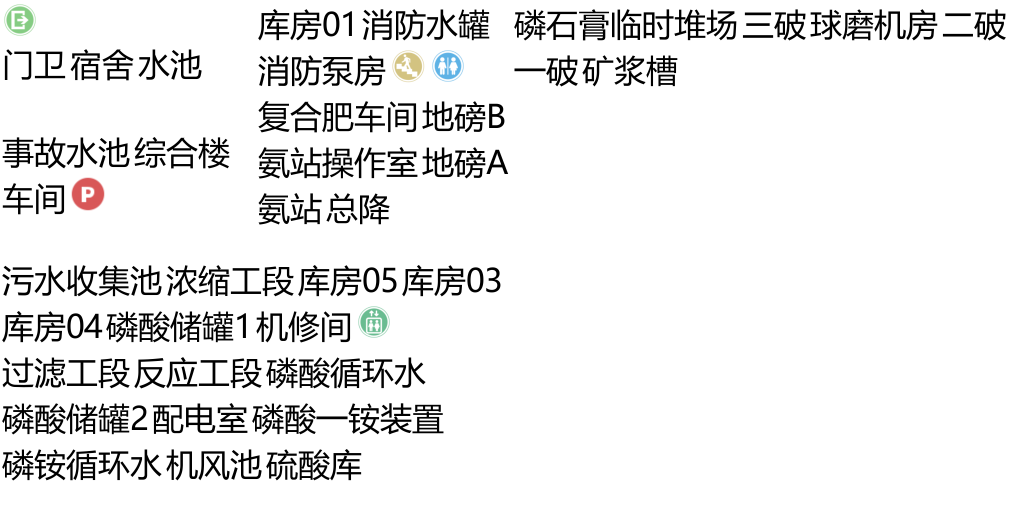 门卫 宿舍 水池
事故水池 综合楼
车间 P
库房01 消防水罐
消防泵房
复合肥车间 地磅B
氨站操作室 地磅A
氨站 总降
磷石膏临时堆场 三破 球磨机房 二破
一破 矿浆槽
污水收集池 浓缩工段 库房05 库房03
库房04 磷酸储罐1 机修间
过滤工段 反应工段 磷酸循环水
磷酸储罐2 配电室 磷酸一铵装置
磷铵循环水 机风池 硫酸库